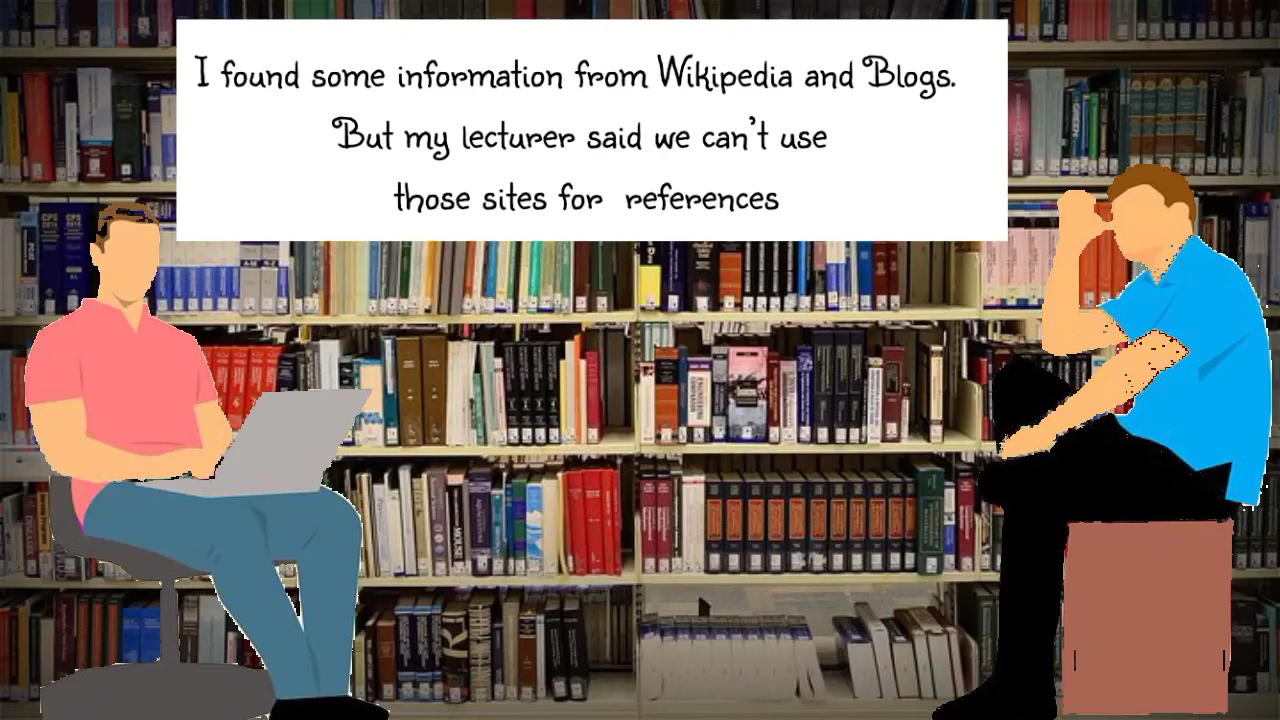 I found some information from Wikipedia and Blogs.
But my lecturer said we can't use
those sites for references